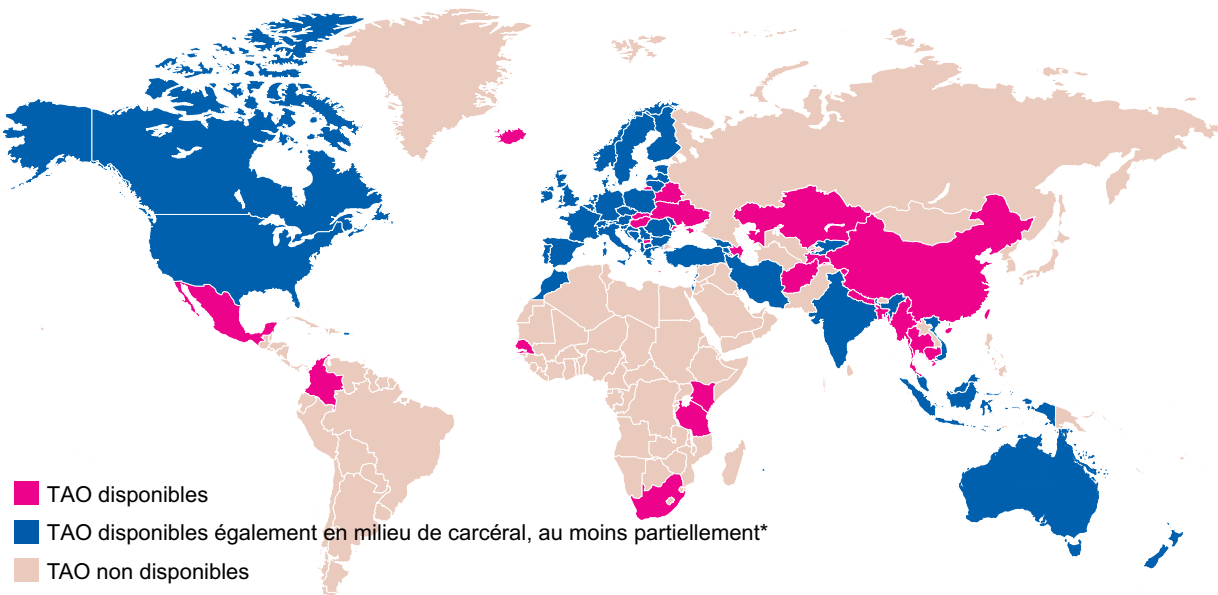 TAO disponibles
TAO disponibles également en milieu de carcéral, au moins partiellement*
TAO non disponibles